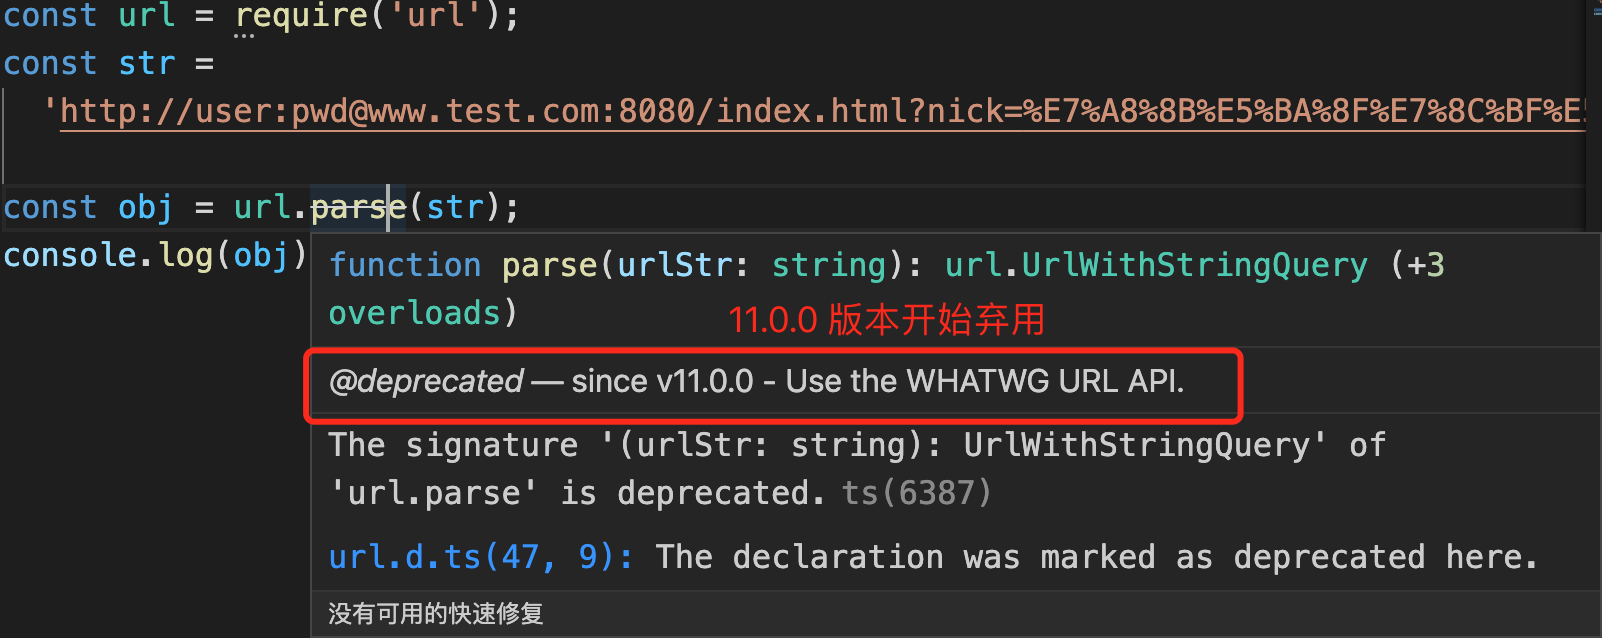 const url = require('url');
const str =
'http://user:pwd@www.test.com:8080/index.html?nick=%E7%A8%8B%E5%BA%8F%E7%8C%BF%E5
const obj = url.parse(str);
console.log(obj)
function parse(urlStr: string): url.UrlWithStringQuery (+3
overloads)
11.0.0 版本开始弃用
@deprecated — since v11.0.0 - Use the WHATWG URL API.
The signature '(urlStr: string): UrlWithStringQuery' of
'url.parse' is deprecated. ts(6387)
url.d.ts(47, 9): The declaration was marked as deprecated here.
没有可用的快速修复